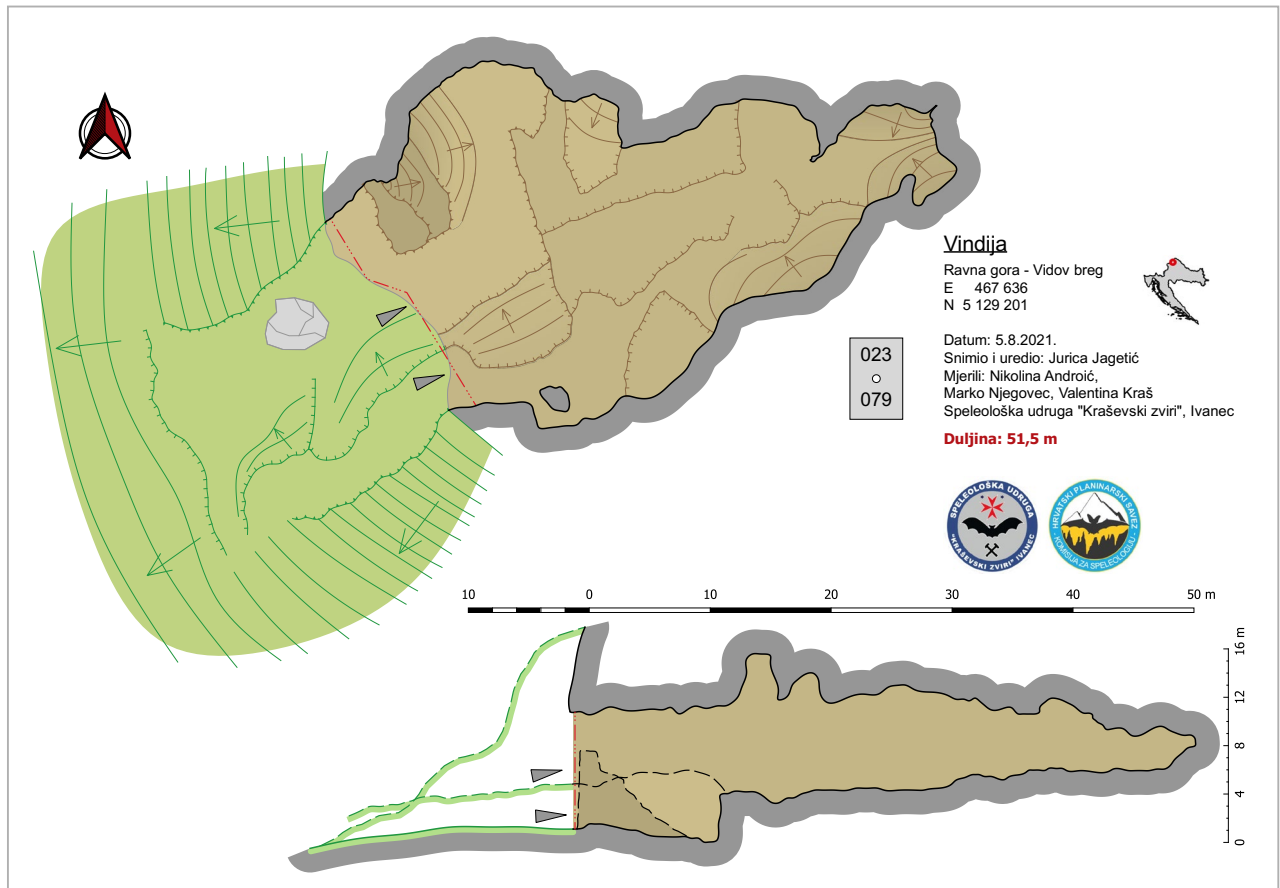 Vindija
Ravna gora - Vidov breg
E 467 636
N 5 129 201
Datum: 5.8.2021.
Snimio i uredio: Jurica Jagetić
Mjerili: Nikolina Androić,
Marko Njegovec, Valentina Kraš
Speleološka udruga "Kraševski zviri", Ivanec
Duljina: 51,5 m
023
079
SPELEOLOŠKA UDRUGA
"KRAŠEVSKI ZVIRI" IVANEC
HRVATSKI PLANINARSKI SAVEZ
- KOMISIJA ZA SPELEOLOGIJU -
10 0 10 20 30 40 50 m
16 m
12
8
4
0